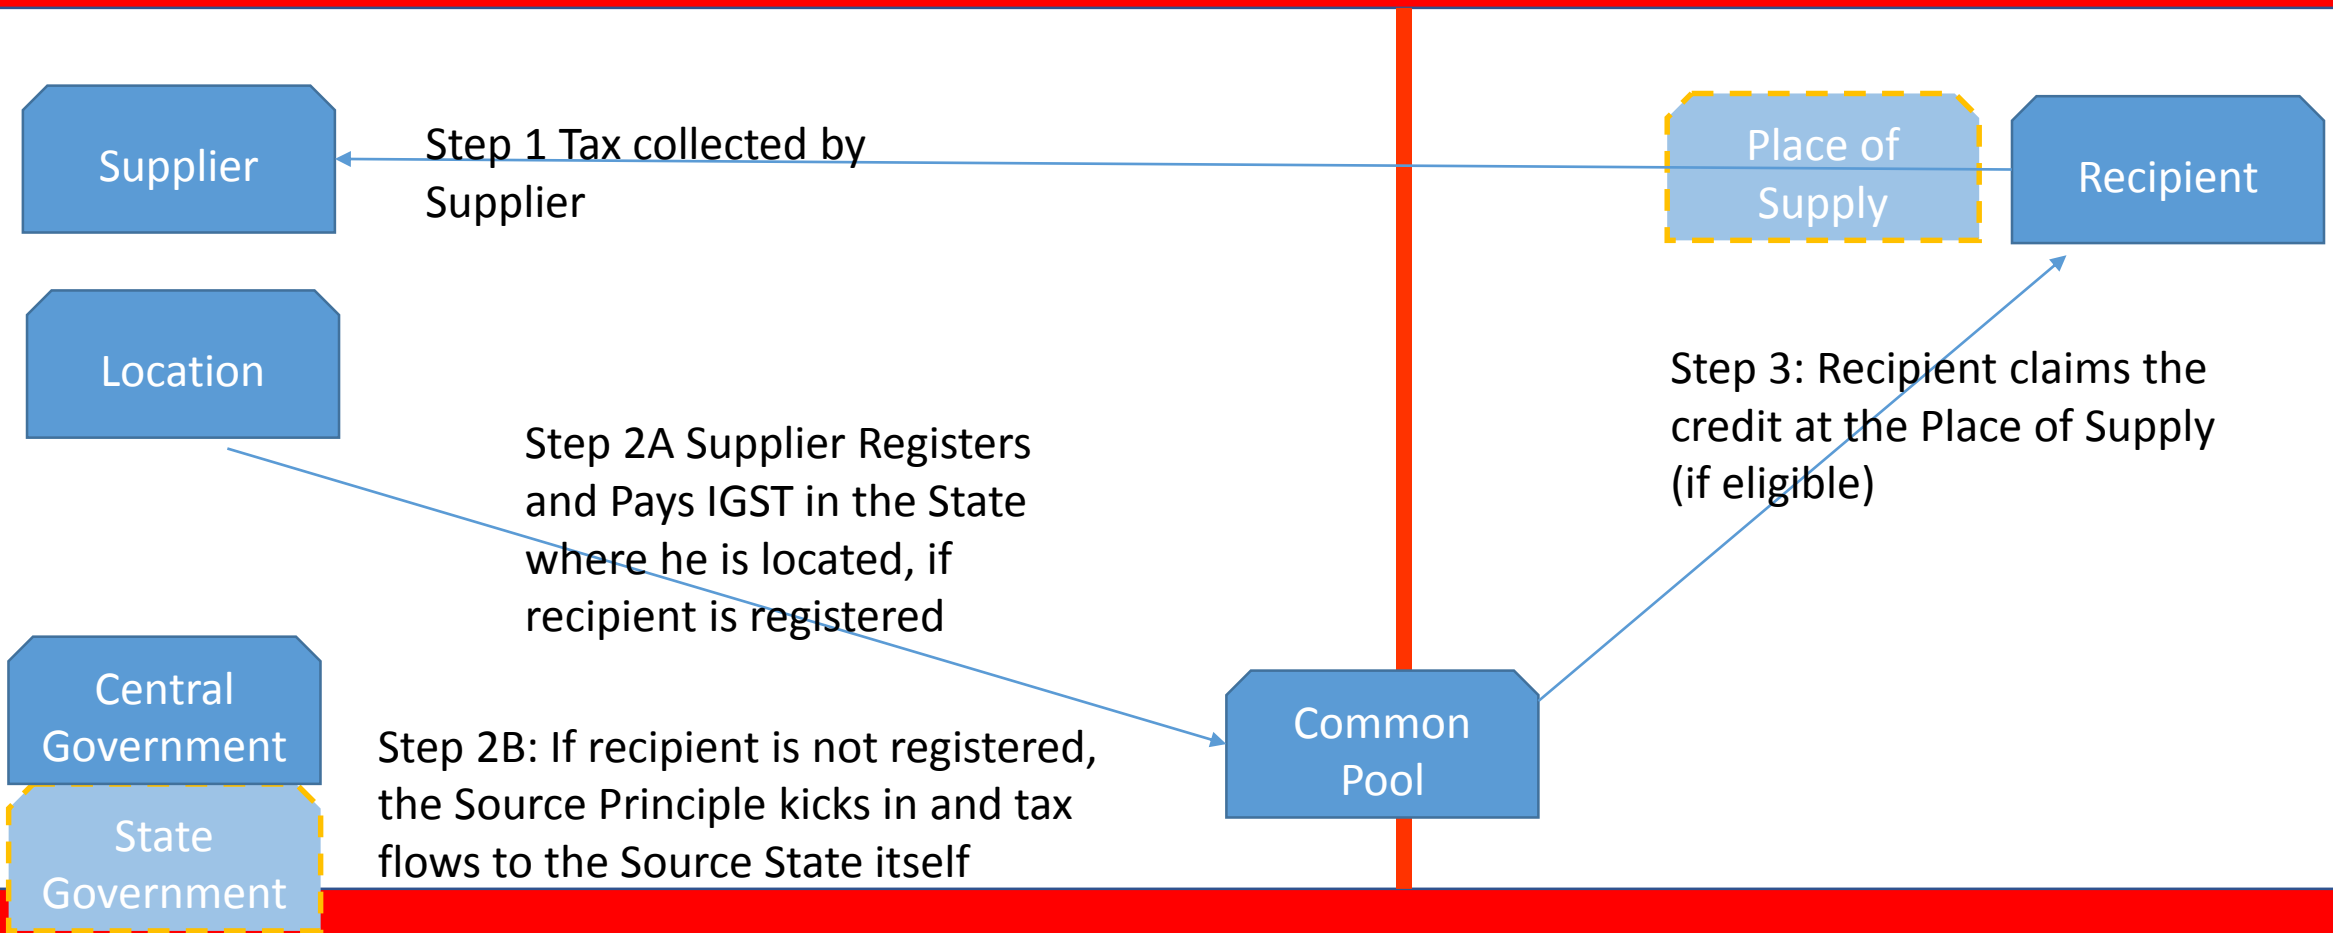 Supplier
Step 1 Tax collected by
Supplier
Place of
Supply
Recipient
Location
Step 2A Supplier Registers
and Pays IGST in the State
where he is located, if
recipient is registered
Step 3: Recipient claims the
credit at the Place of Supply
(if eligible)
Central
Government
State
Government
Step 2B: If recipient is not registered,
the Source Principle kicks in and tax
flows to the Source State itself
Common
Pool